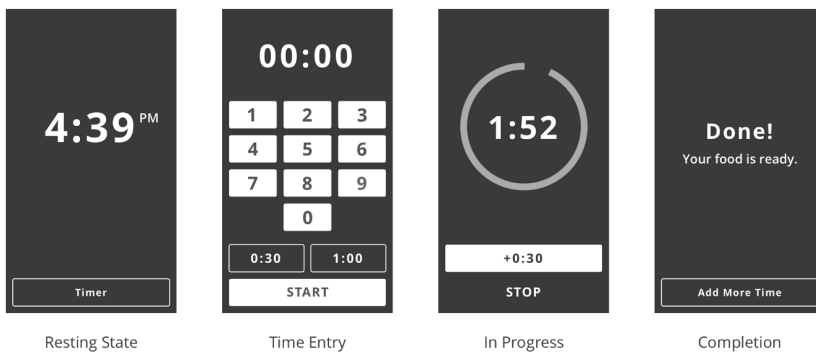 4:39 PM
Timer
Resting State
00:00
1 2 3
4 5 6
7 8 9
0
0:30 1:00
START
Time Entry
1:52
+0:30
STOP
In Progress
Done!
Your food is ready.
Add More Time
Completion